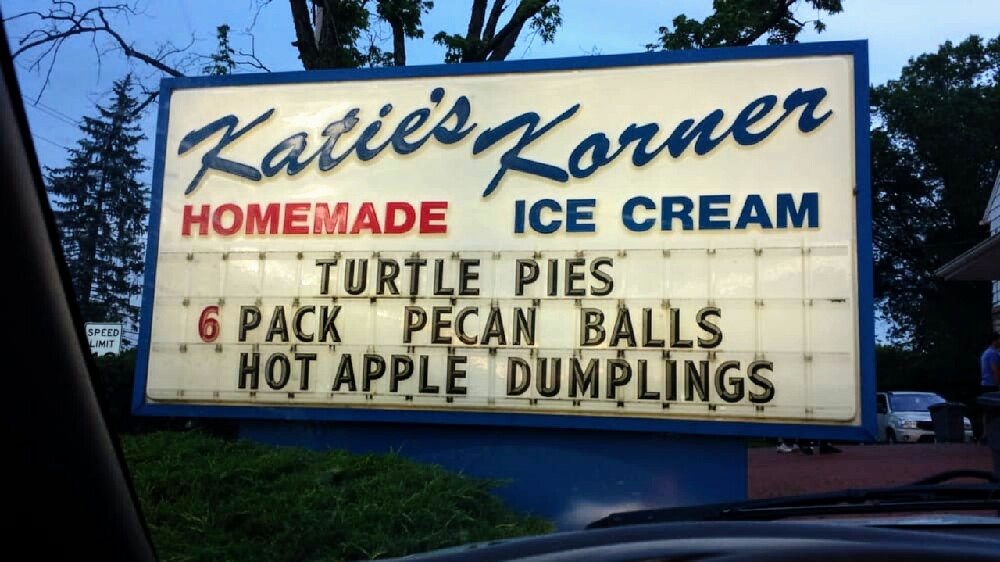 Katie's Korner
HOMEMADE ICE CREAM
TURTLE PIES
6 PACK PECAN BALLS
HOT APPLE DUMPLINGS
SPEED
LIMIT